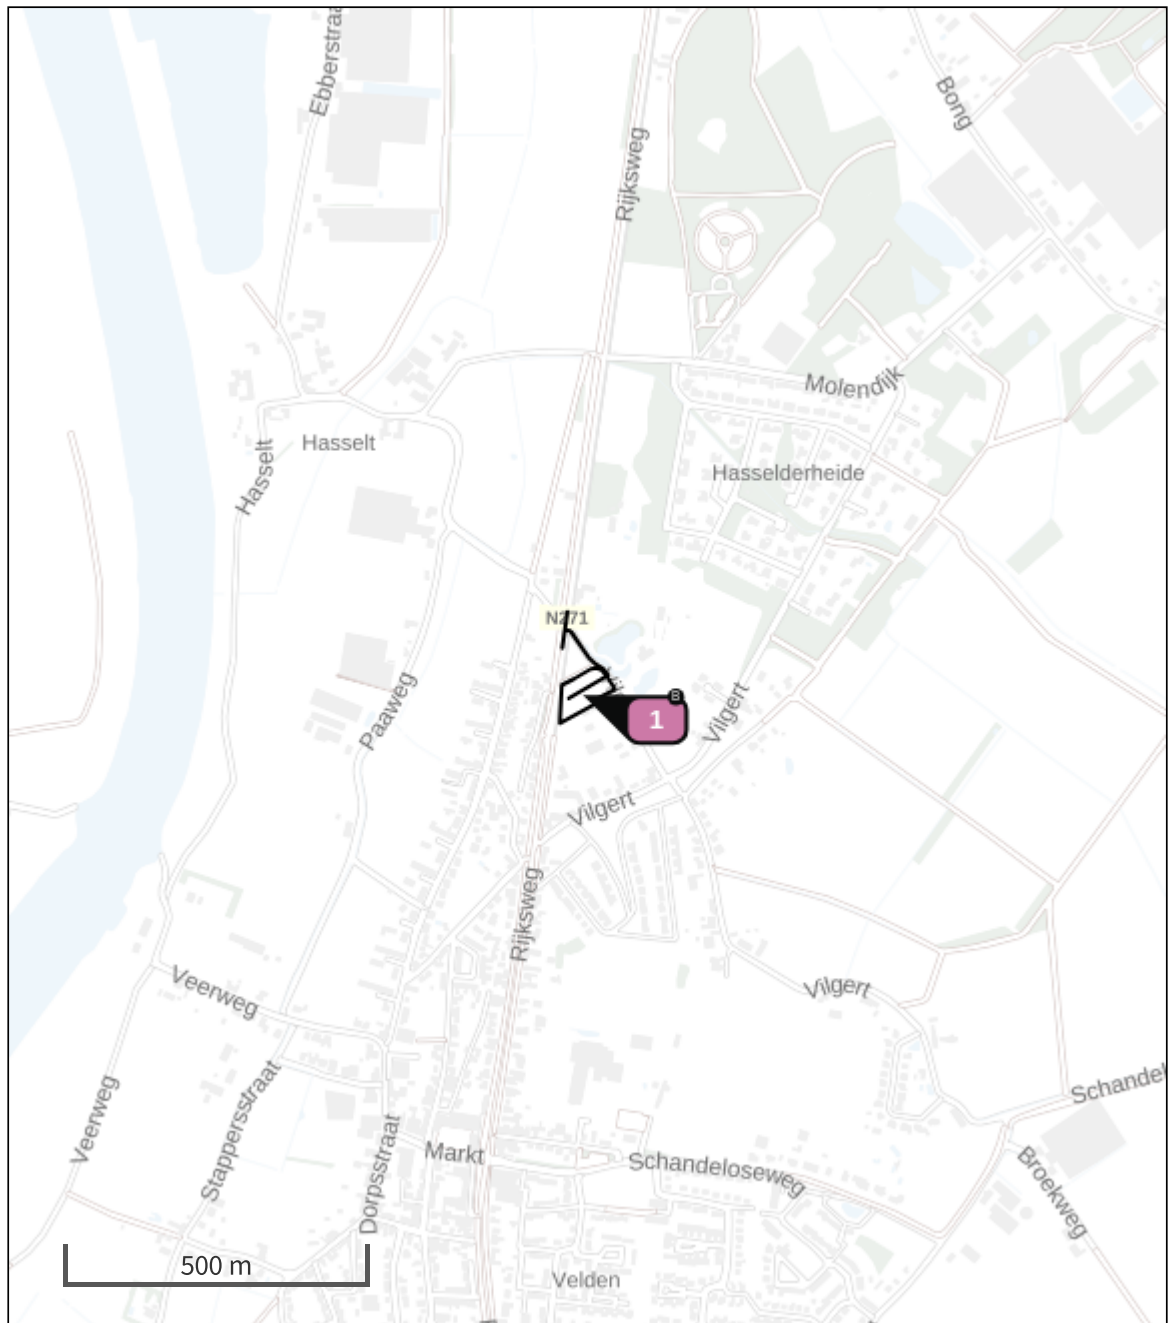 Ebberstraa
Rijksweg
Bong
Molendijk
Hasselt
Hasselt
Hasselderheide
N271
Paaweg
1
B
Vilgert
Vilgert
Rijksweg
Veerweg
Vilgert
Schandel
Veerweg
Stappersstraat
Dorpsstraat
Markt
Schandeloseweg
Broekweg
500 m
Velden